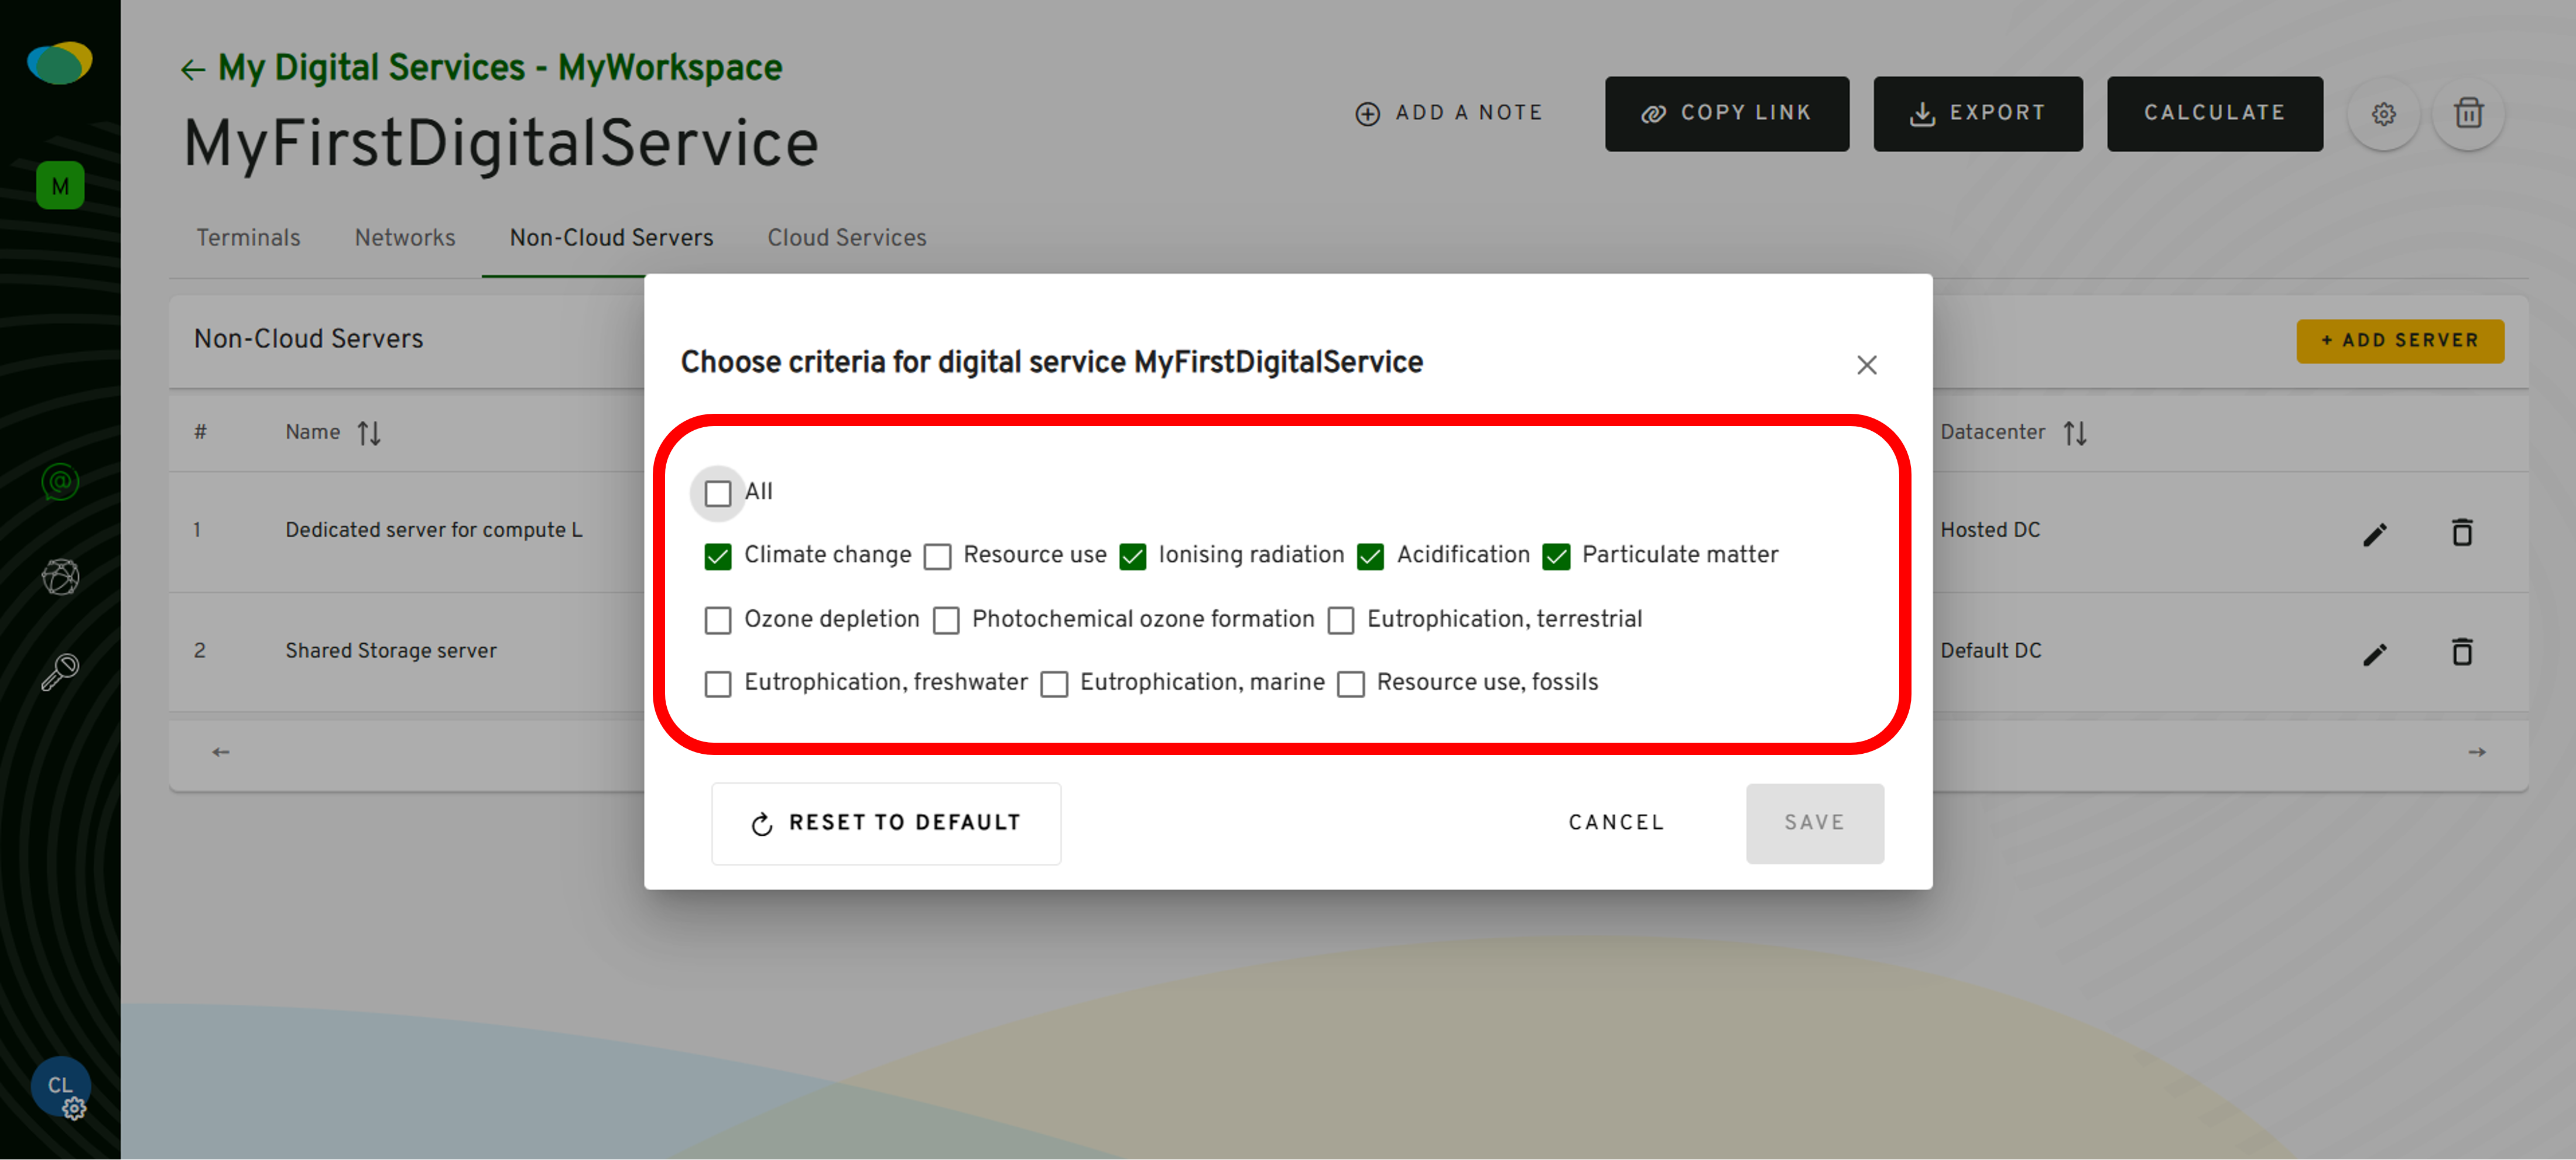 ← My Digital Services - MyWorkspace
MyFirstDigitalService
ADD A NOTE
COPY LINK
EXPORT
CALCULATE
M
Terminals
Networks
Non-Cloud Servers
Cloud Services
Non-Cloud Servers
+ ADD SERVER
Choose criteria for digital service MyFirstDigitalService
# Name
Datacenter
All
1 Dedicated server for compute L
Hosted DC
Climate change Resource use Ionising radiation Acidification Particulate matter
Ozone depletion Photochemical ozone formation Eutrophication, terrestrial
2 Shared Storage server
Default DC
Eutrophication, freshwater Eutrophication, marine Resource use, fossils
← →
RESET TO DEFAULT
CANCEL
SAVE
CL